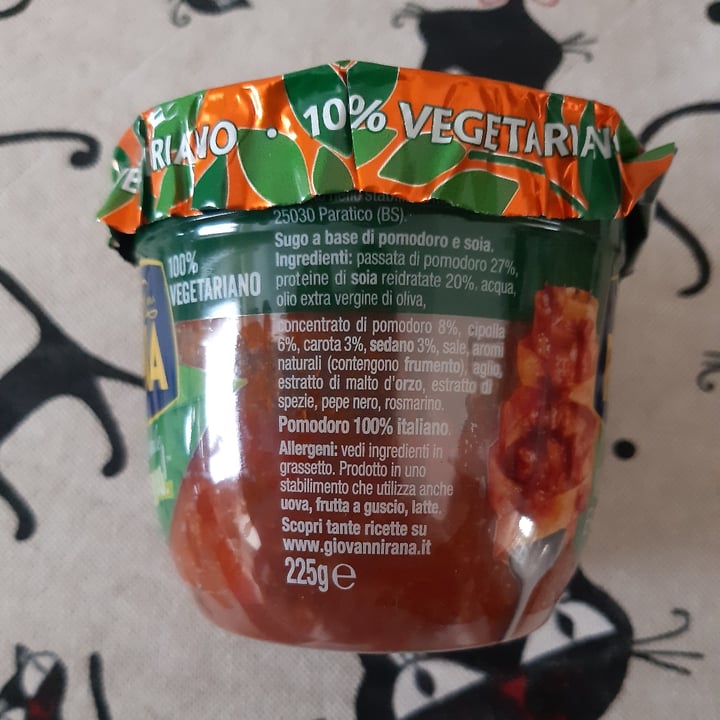 RIANO • 10% VEGETARIAN
25030 Paratico (BS).
100%
VEGETARIANO
Sugo a base di pomodoro e soia.
Ingredienti: passata di pomodoro 27%,
proteine di soia reidratate 20%, acqua,
olio extra vergine di oliva,
concentrato di pomodoro 8%, cipolla
6%, carota 3%, sedano 3%, sale, aromi
naturali (contengono frumento), aglio,
estratto di malto d'orzo, estratto di
spezie, pepe nero, rosmarino.
Pomodoro 100% italiano.
Allergeni: vedi ingredienti in
grassetto. Prodotto in uno
stabilimento che utilizza anche
uova, frutta a guscio, latte.
Scopri tante ricette su
www.giovannirana.it
225g℮